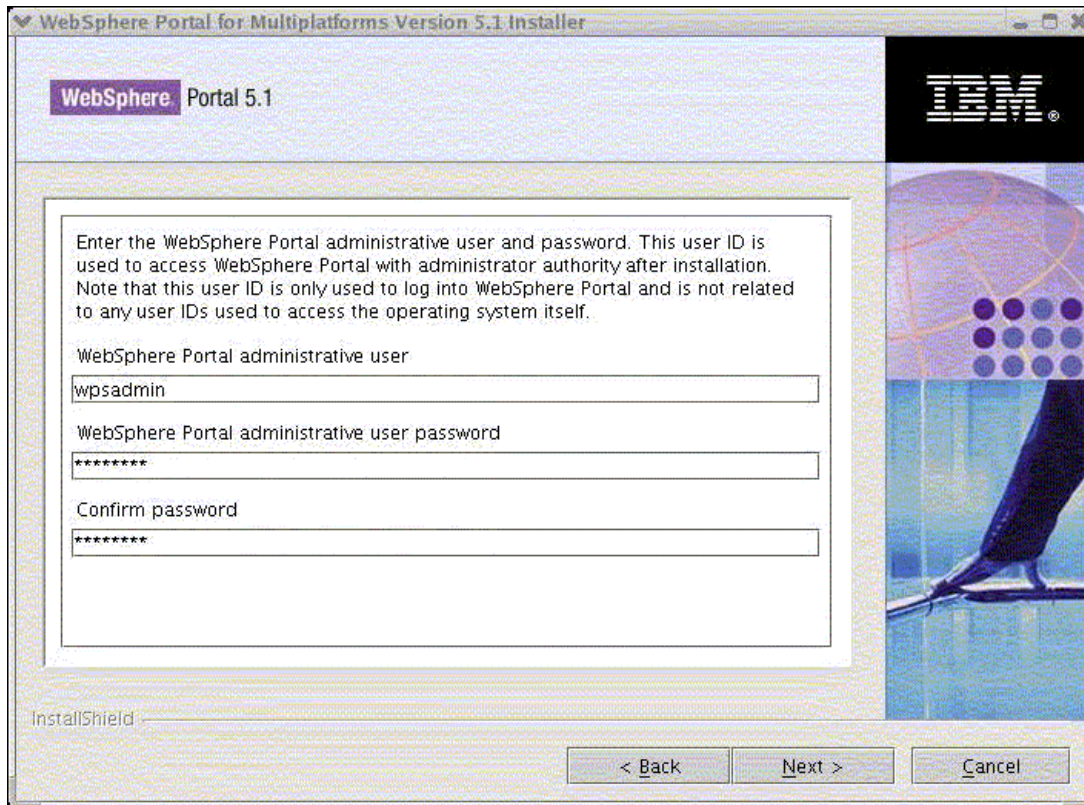 WebSphere Portal for Multiplatforms Version 5.1 Installer
WebSphere. Portal 5.1
IBM®
Enter the WebSphere Portal administrative user and password. This user ID is
used to access WebSphere Portal with administrator authority after installation.
Note that this user ID is only used to log into WebSphere Portal and is not related
to any user IDs used to access the operating system itself.
WebSphere Portal administrative user
wpsadmin
WebSphere Portal administrative user password
********
Confirm password
********
InstallShield
< Back
Next >
Cancel